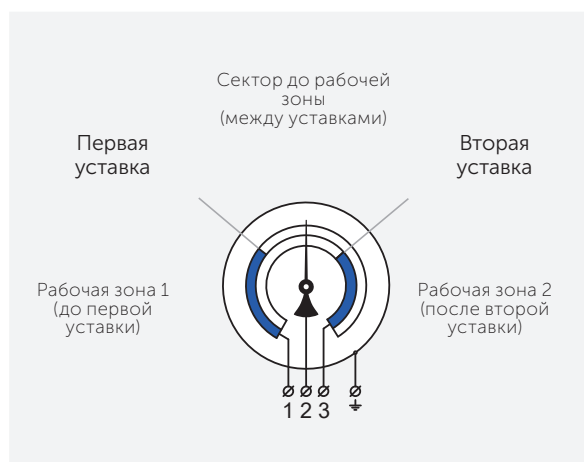 Сектор до рабочей
зоны
(между уставками)
Первая
уставка
Вторая
уставка
Рабочая зона 1
(до первой
уставки)
Рабочая зона 2
(после второй
уставки)
1 2 3